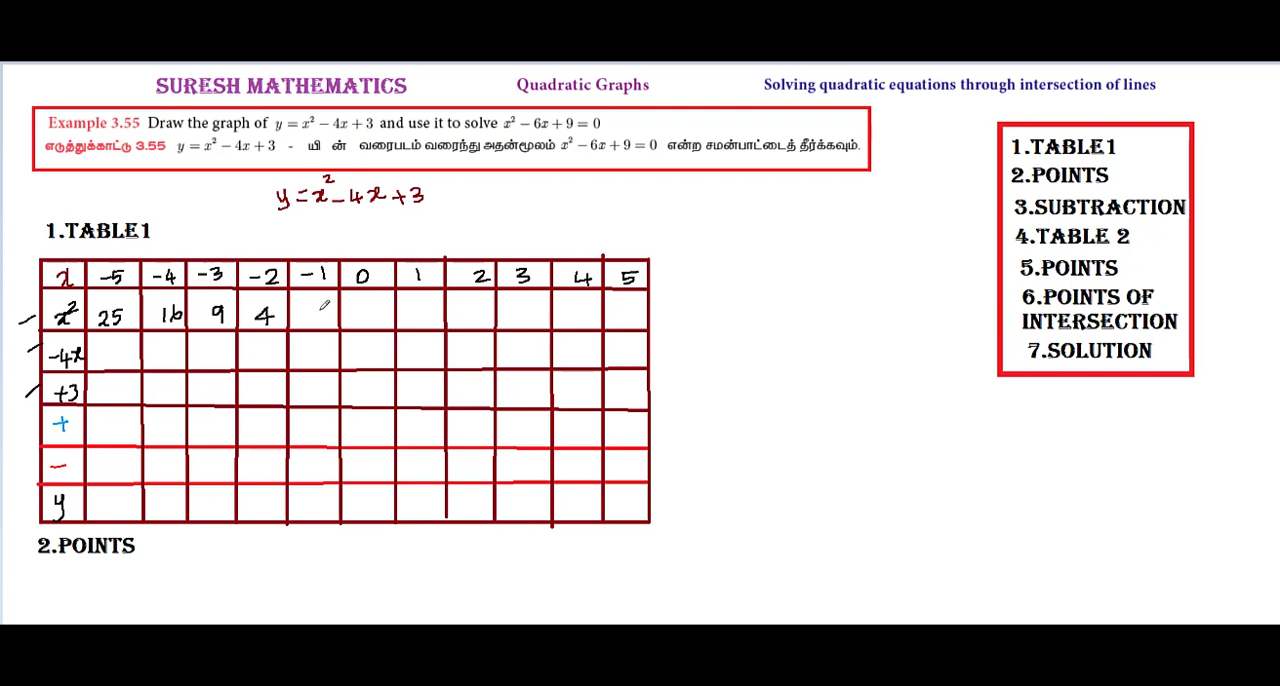 SURESH MATHEMATICS Quadratic Graphs Solving quadratic equations through intersection of lines
Example 3.55 Draw the graph of y = x² − 4x + 3 and use it to solve x² − 6x + 9 = 0
எடுத்துக்காட்டு 3.55 y = x² − 4x + 3 - யி ன் வரைபடம் வரைந்து அதன்மூலம் x² − 6x + 9 = 0 என்ற சமன்பாட்டைத் தீர்க்கவும்.
y = x² − 4x + 3
1.TABLE1
x -5 -4 -3 -2 -1 0 1 2 3 4 5
x² 25 16 9 4
-4x
+3
+
−
y
2.POINTS
1.TABLE1
2.POINTS
3.SUBTRACTION
4.TABLE 2
5.POINTS
6.POINTS OF
INTERSECTION
7.SOLUTION